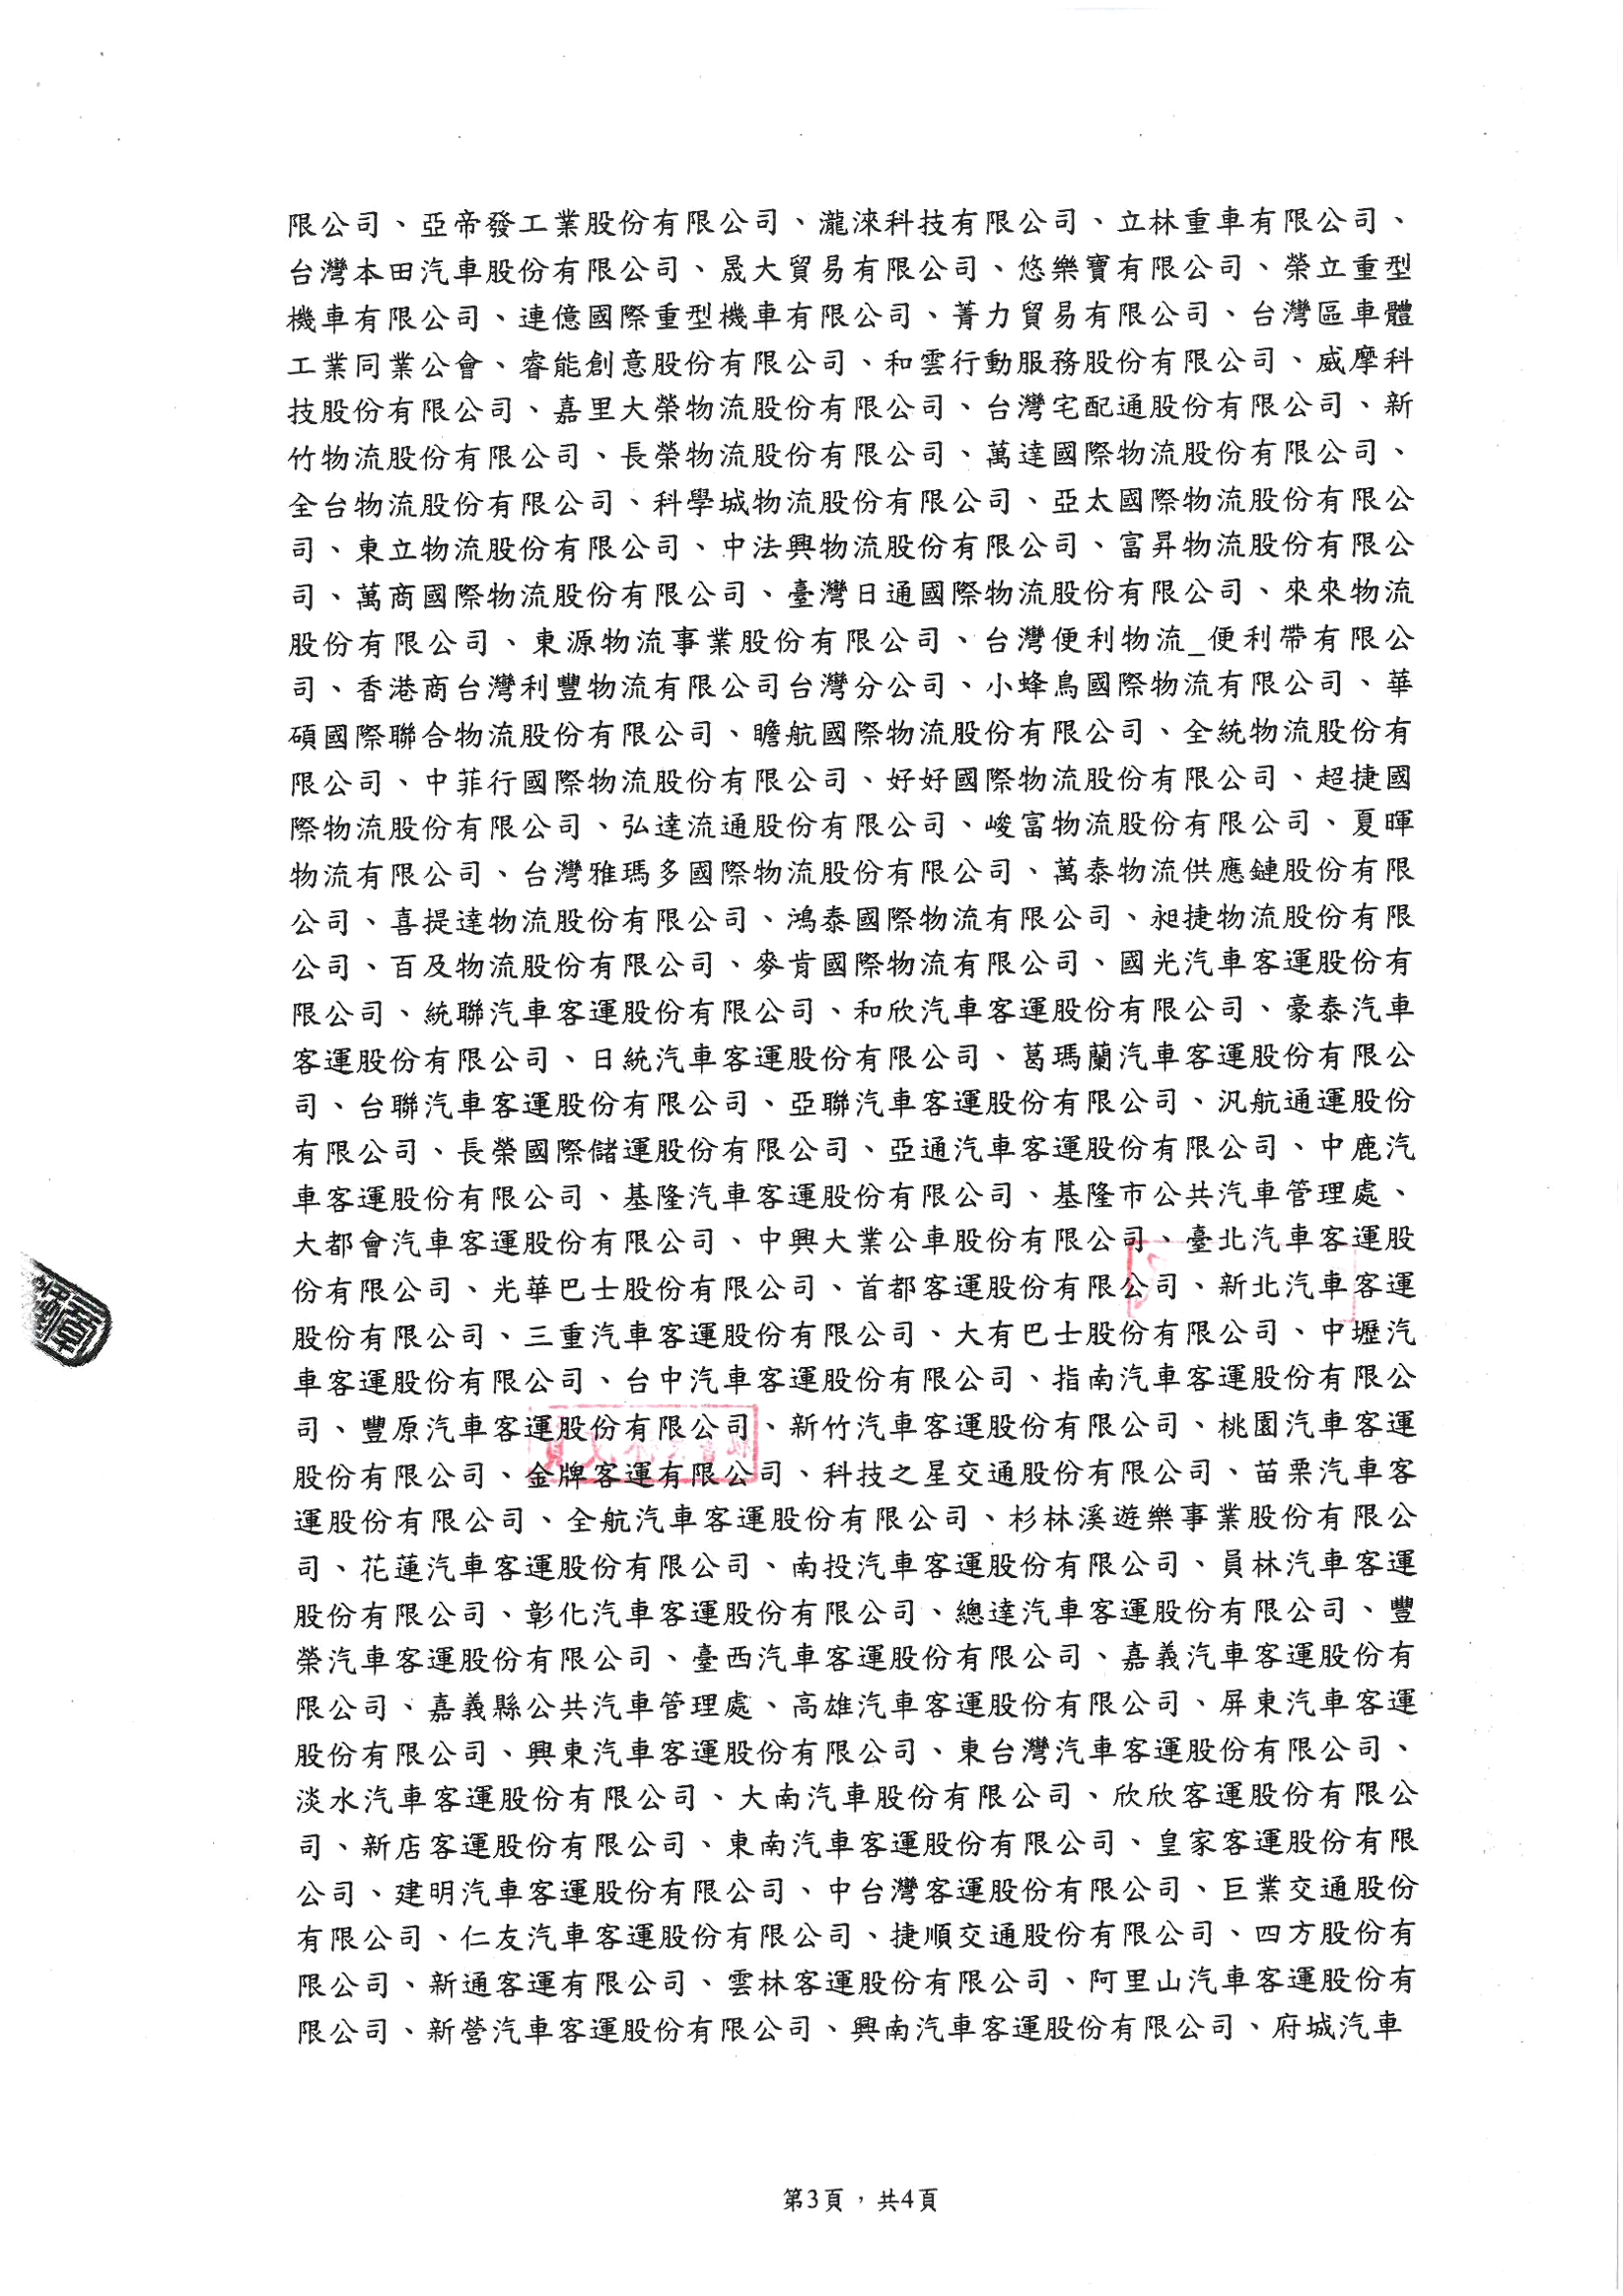 限公司、亞帝發工業股份有限公司、瀧淶科技有限公司、立林重車有限公司、
台灣本田汽車股份有限公司、晟大貿易有限公司、悠樂寶有限公司、榮立重型
機車有限公司、連億國際重型機車有限公司、菁力貿易有限公司、台灣區車體
工業同業公會、睿能創意股份有限公司、和雲行動服務股份有限公司、威摩科
技股份有限公司、嘉里大榮物流股份有限公司、台灣宅配通股份有限公司、新
竹物流股份有限公司、長榮物流股份有限公司、萬達國際物流股份有限公司、
全台物流股份有限公司、科學城物流股份有限公司、亞太國際物流股份有限公
司、東立物流股份有限公司、中法興物流股份有限公司、富昇物流股份有限公
司、萬商國際物流股份有限公司、臺灣日通國際物流股份有限公司、來來物流
股份有限公司、東源物流事業股份有限公司、台灣便利物流_便利帶有限公
司、香港商台灣利豐物流有限公司台灣分公司、小蜂鳥國際物流有限公司、華
碩國際聯合物流股份有限公司、瞻航國際物流股份有限公司、全統物流股份有
限公司、中菲行國際物流股份有限公司、好好國際物流股份有限公司、超捷國
際物流股份有限公司、弘達流通股份有限公司、峻富物流股份有限公司、夏暉
物流有限公司、台灣雅瑪多國際物流股份有限公司、萬泰物流供應鏈股份有限
公司、喜提達物流股份有限公司、鴻泰國際物流有限公司、昶捷物流股份有限
公司、百及物流股份有限公司、麥肯國際物流有限公司、國光汽車客運股份有
限公司、統聯汽車客運股份有限公司、和欣汽車客運股份有限公司、豪泰汽車
客運股份有限公司、日統汽車客運股份有限公司、葛瑪蘭汽車客運股份有限公
司、台聯汽車客運股份有限公司、亞聯汽車客運股份有限公司、汎航通運股份
有限公司、長榮國際儲運股份有限公司、亞通汽車客運股份有限公司、中鹿汽
車客運股份有限公司、基隆汽車客運股份有限公司、基隆市公共汽車管理處、
大都會汽車客運股份有限公司、中興大業公車股份有限公司、臺北汽車客運股
份有限公司、光華巴士股份有限公司、首都客運股份有限公司、新北汽車客運
股份有限公司、三重汽車客運股份有限公司、大有巴士股份有限公司、中壢汽
車客運股份有限公司、台中汽車客運股份有限公司、指南汽車客運股份有限公
司、豐原汽車客運股份有限公司、新竹汽車客運股份有限公司、桃園汽車客運
股份有限公司、金牌客運有限公司、科技之星交通股份有限公司、苗栗汽車客
運股份有限公司、全航汽車客運股份有限公司、杉林溪遊樂事業股份有限公
司、花蓮汽車客運股份有限公司、南投汽車客運股份有限公司、員林汽車客運
股份有限公司、彰化汽車客運股份有限公司、總達汽車客運股份有限公司、豐
榮汽車客運股份有限公司、臺西汽車客運股份有限公司、嘉義汽車客運股份有
限公司、嘉義縣公共汽車管理處、高雄汽車客運股份有限公司、屏東汽車客運
股份有限公司、興東汽車客運股份有限公司、東台灣汽車客運股份有限公司、
淡水汽車客運股份有限公司、大南汽車股份有限公司、欣欣客運股份有限公
司、新店客運股份有限公司、東南汽車客運股份有限公司、皇家客運股份有限
公司、建明汽車客運股份有限公司、中台灣客運股份有限公司、巨業交通股份
有限公司、仁友汽車客運股份有限公司、捷順交通股份有限公司、四方股份有
限公司、新通客運有限公司、雲林客運股份有限公司、阿里山汽車客運股份有
限公司、新營汽車客運股份有限公司、興南汽車客運股份有限公司、府城汽車
第3頁,共4頁